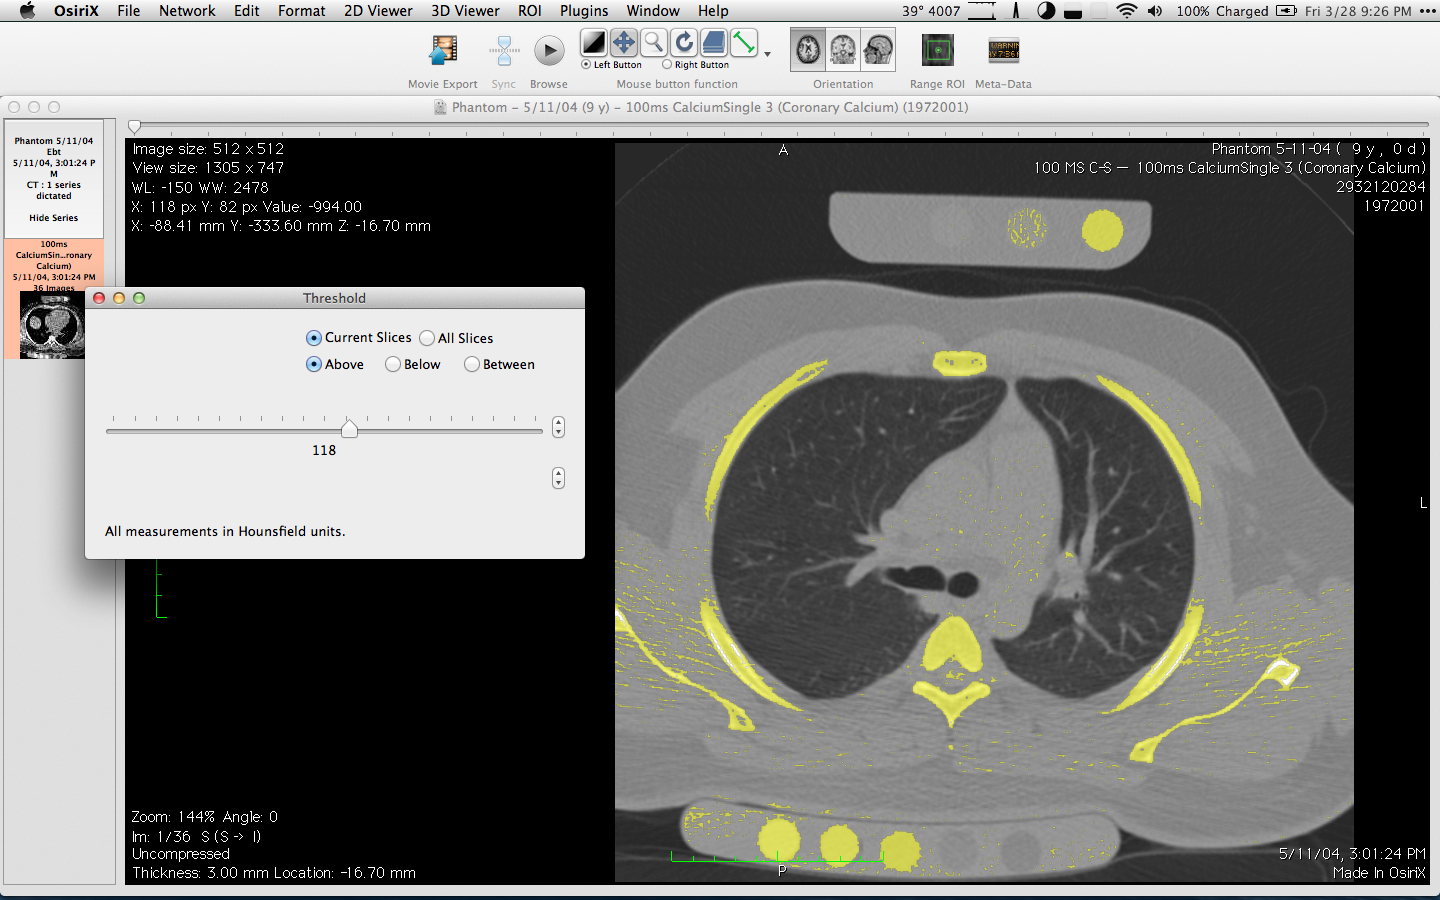 OsiriX File Network Edit Format 2D Viewer 3D Viewer ROI Plugins Window Help 39° 4007 100% Charged Fri 3/28 9:26 PM
Movie Export Sync Browse Left Button Right Button Mouse button function Orientation Range ROI Meta-Data
Phantom – 5/11/04 (9 y) – 100ms CalciumSingle 3 (Coronary Calcium) (1972001)
Phantom 5/11/04
Ebt
5/11/04, 3:01:24 P
M
CT : 1 series
dictated
Hide Series
100ms
CalciumSin...ronary
Calcium)
5/11/04, 3:01:24 PM
36 Images
Image size: 512 x 512
View size: 1305 x 747
WL: -150 WW: 2478
X: 118 px Y: 82 px Value: -994.00
X: -88.41 mm Y: -333.60 mm Z: -16.70 mm
A
Phantom 5-11-04 ( 9 y , 0 d )
100 MS C-S — 100ms CalciumSingle 3 (Coronary Calcium)
2932120284
1972001
Threshold
Current Slices All Slices
Above Below Between
118
All measurements in Hounsfield units.
L
Zoom: 144% Angle: 0
Im: 1/36 S (S -> I)
Uncompressed
Thickness: 3.00 mm Location: -16.70 mm
P
5/11/04, 3:01:24 PM
Made In OsiriX